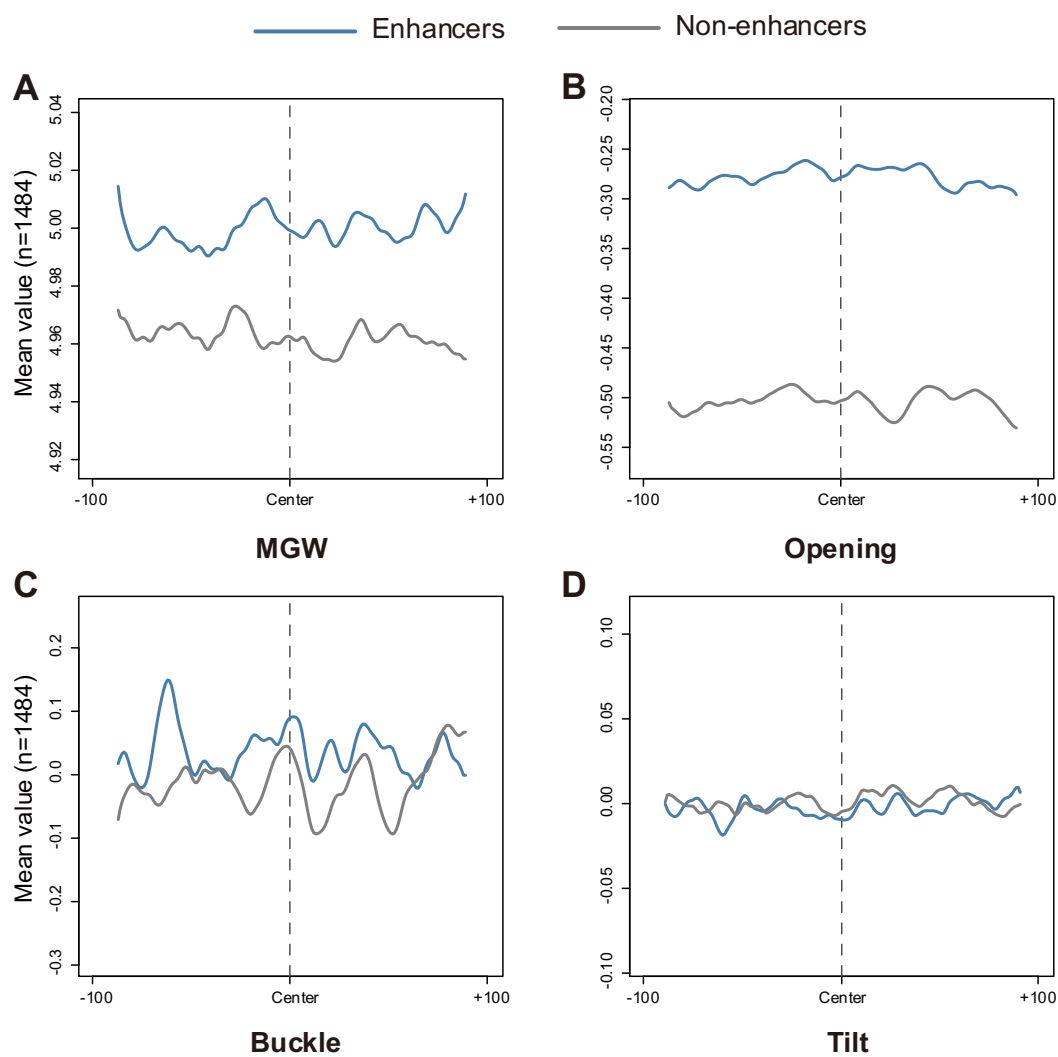 Enhancers Non-enhancers
A
Mean value (n=1484)
5.04
5.02
5.00
4.98
4.96
4.94
4.92
-100 Center +100
MGW
B
-0.20
-0.25
-0.30
-0.35
-0.40
-0.45
-0.50
-0.55
-100 Center +100
Opening
C
Mean value (n=1484)
0.2
0.1
0.0
-0.1
-0.2
-0.3
-100 Center +100
Buckle
D
0.10
0.05
0.00
-0.05
-0.10
-100 Center +100
Tilt